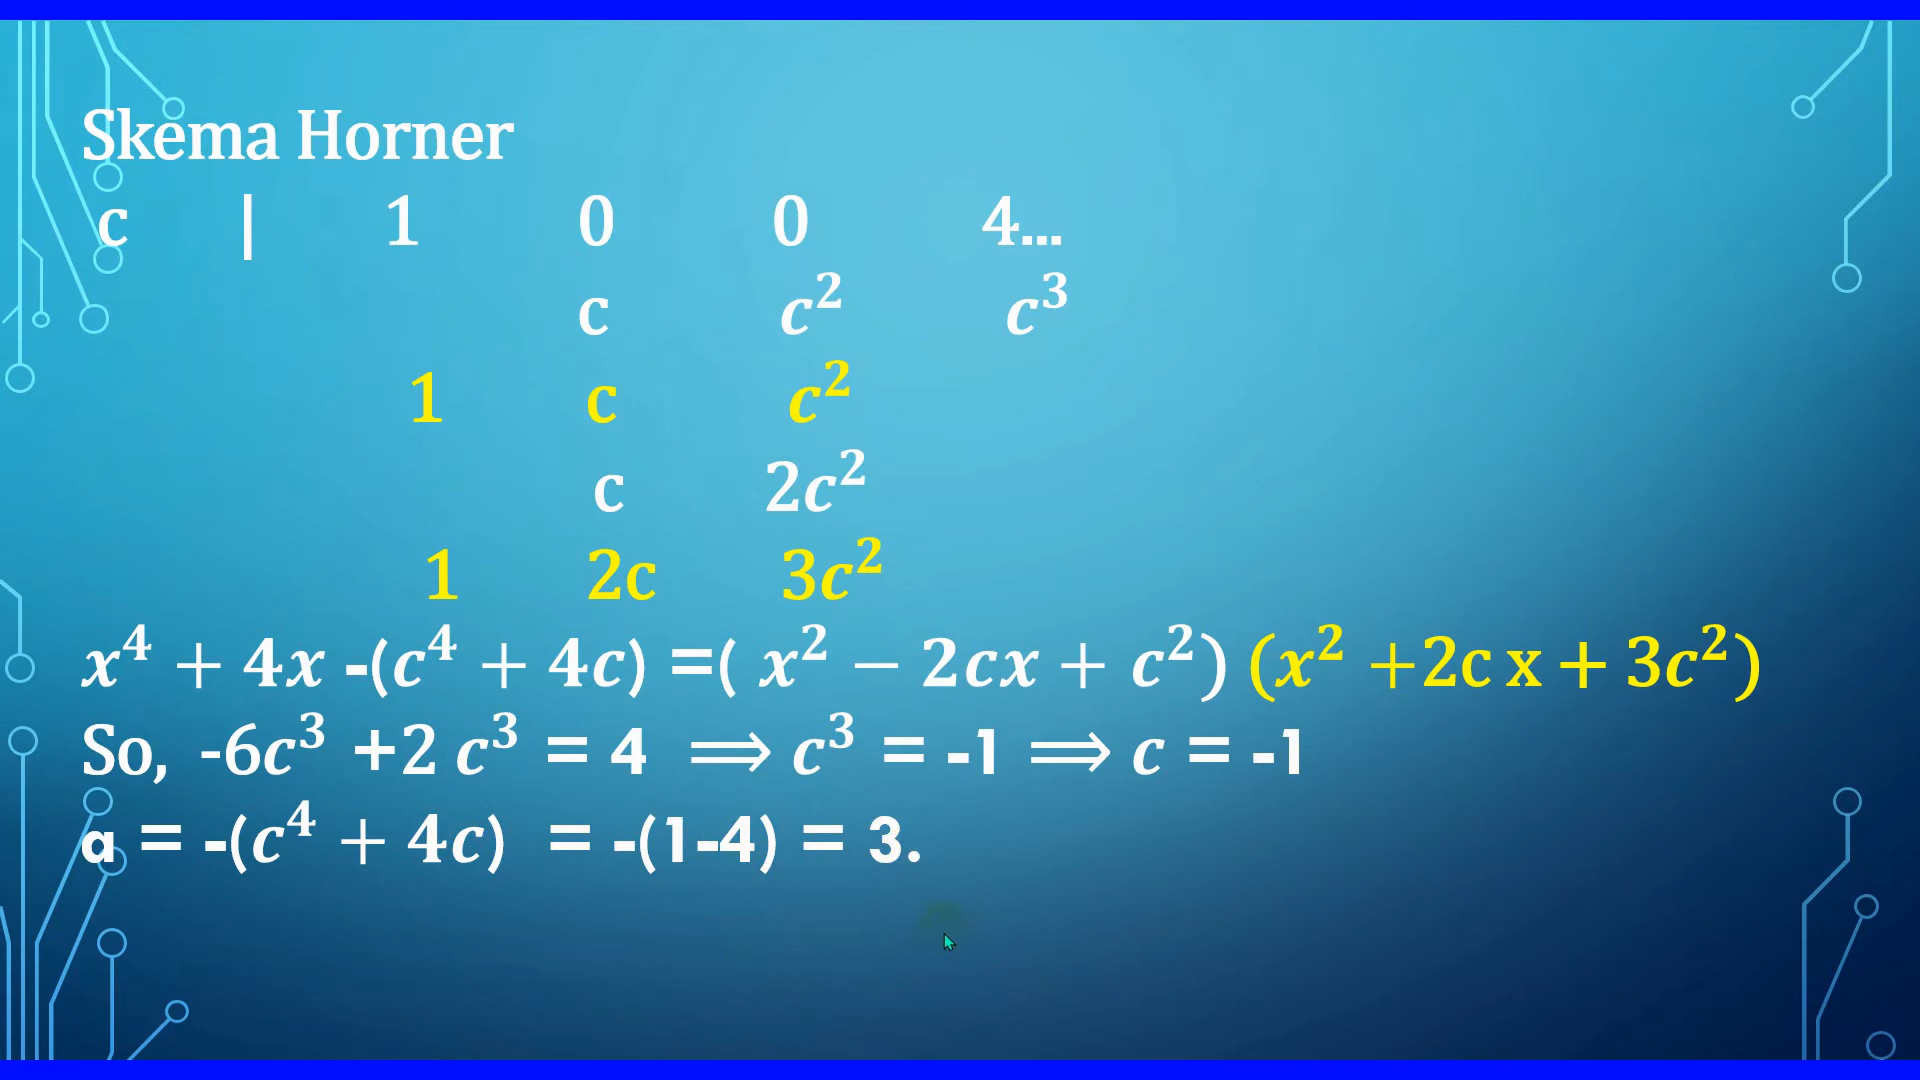 Skema Horner
c | 1 0 0 4...
c c² c³
1 c c²
c 2c²
1 2c 3c²
x⁴ + 4x -(c⁴ + 4c) =( x² − 2cx + c²) (x² +2c x + 3c²)
So, -6c³ +2 c³ = 4 ⟹ c³ = -1 ⟹ c = -1
a = -(c⁴ + 4c) = -(1-4) = 3.